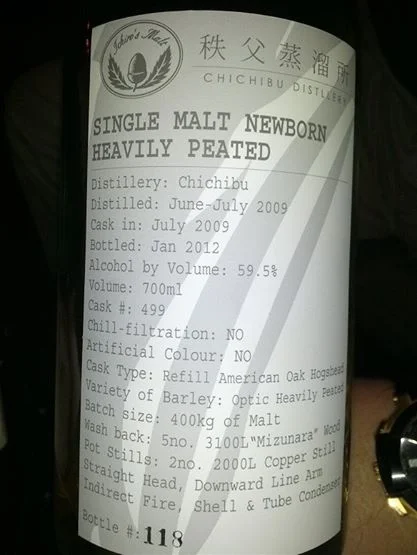 Ichiro's Malt
秩父蒸溜所
CHICHIBU DISTILLERY
SINGLE MALT NEWBORN
HEAVILY PEATED
Distillery: Chichibu
Distilled: June-July 2009
Cask in: July 2009
Bottled: Jan 2012
Alcohol by Volume: 59.5%
Volume: 700ml
Cask #: 499
Chill-filtration: NO
Artificial Colour: NO
Cask Type: Refill American Oak Hogshead
Variety of Barley: Optic Heavily Peated
Batch size: 400kg of Malt
Wash back: 5no. 3100L"Mizunara" Wood
Pot Stills: 2no. 2000L Copper Still
Straight Head, Downward Line Arm
Indirect Fire, Shell & Tube Condenser
Bottle #:118